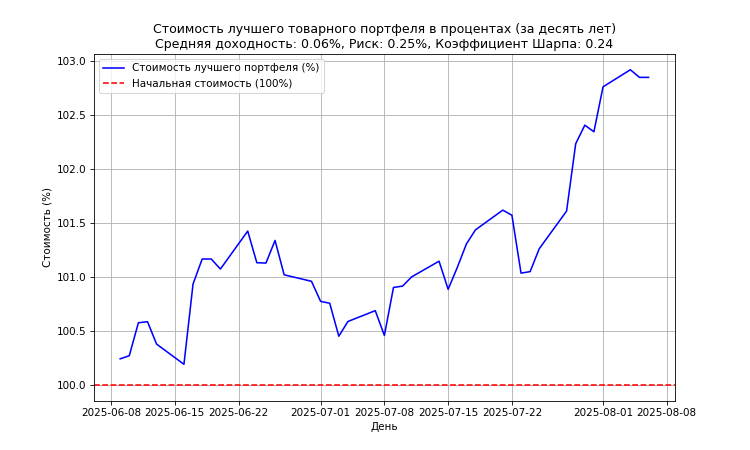 Стоимость лучшего товарного портфеля в процентах (за десять лет)
Средняя доходность: 0.06%, Риск: 0.25%, Коэффициент Шарпа: 0.24
Стоимость лучшего портфеля (%)
Начальная стоимость (100%)
Стоимость (%)
103.0
102.5
102.0
101.5
101.0
100.5
100.0
2025-06-08 2025-06-15 2025-06-22 2025-07-01 2025-07-08 2025-07-15 2025-07-22 2025-08-01 2025-08-08
День